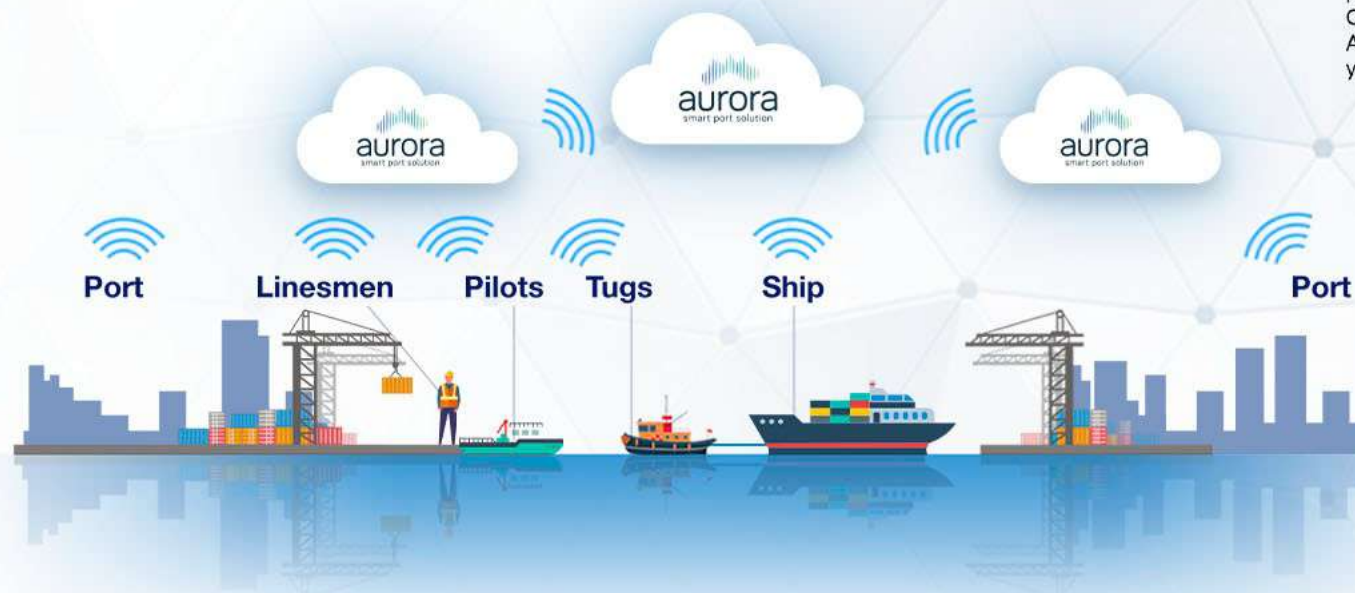 aurora
smart port solution
aurora
smart port solution
aurora
smart port solution
Port
Linesmen
Pilots
Tugs
Ship
Port